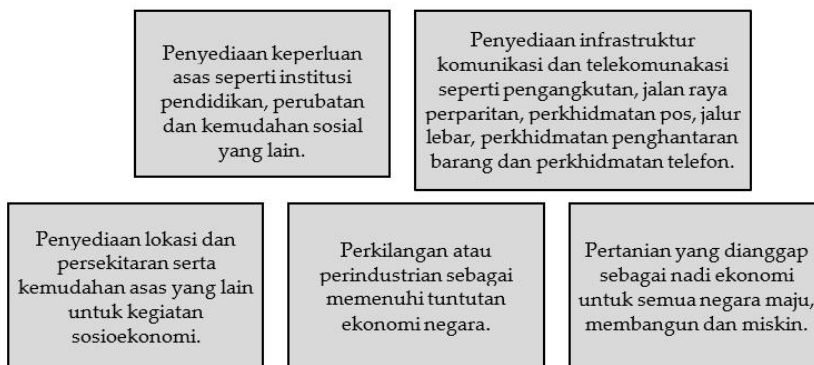 Penyediaan keperluan
asas seperti institusi
pendidikan, perubatan
dan kemudahan sosial
yang lain.
Penyediaan infrastruktur
komunikasi dan telekomunakasi
seperti pengangkutan, jalan raya
perparitan, perkhidmatan pos, jalur
lebar, perkhidmatan penghantaran
barang dan perkhidmatan telefon.
Penyediaan lokasi dan
persekitaran serta
kemudahan asas yang lain
untuk kegiatan
sosioekonomi.
Perkilangan atau
perindustrian sebagai
memenuhi tuntutan
ekonomi negara.
Pertanian yang dianggap
sebagai nadi ekonomi
untuk semua negara maju,
membangun dan miskin.